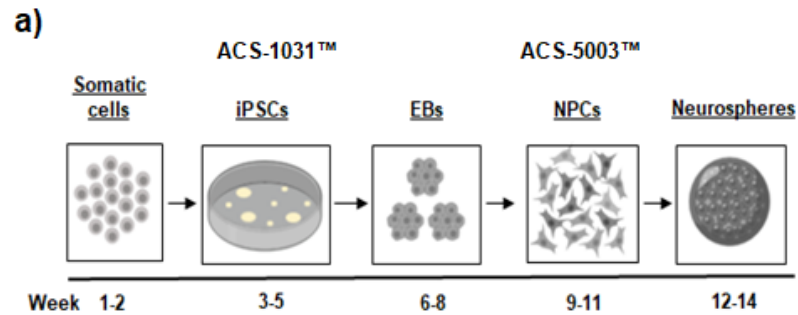 a)
ACS-1031™ ACS-5003™
Somatic
cells iPSCs EBs NPCs Neurospheres
Week 1-2 3-5 6-8 9-11 12-14